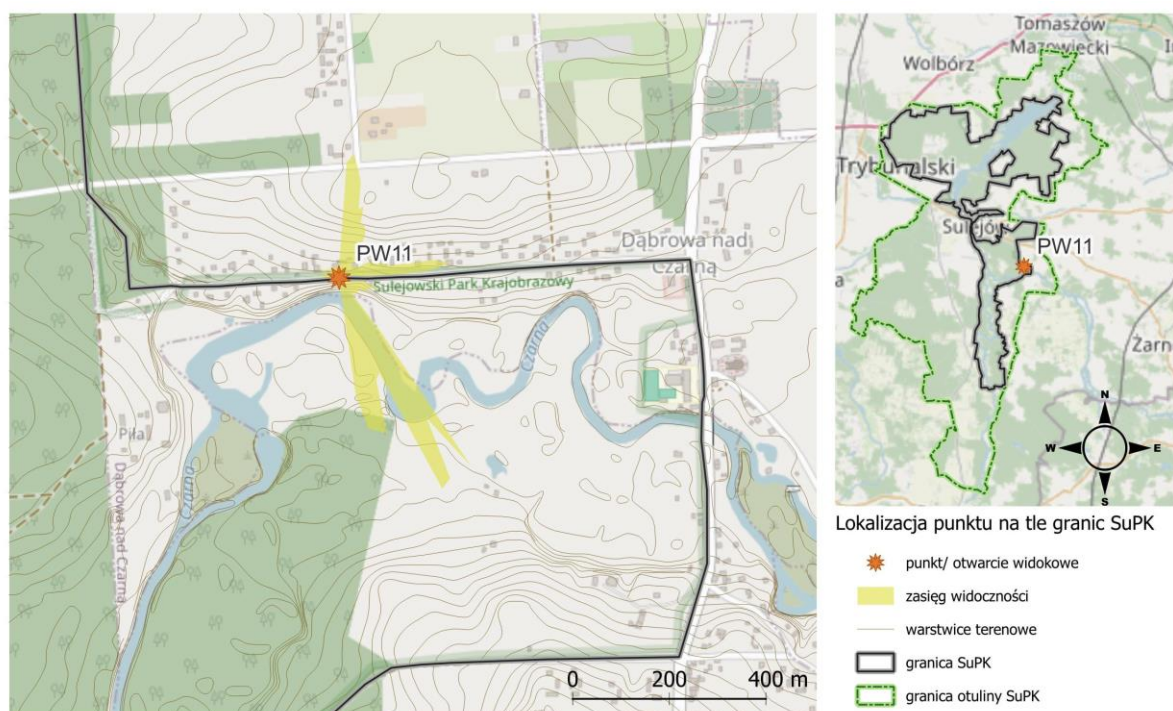 PW11
Dąbrowa nad
Czarną
Sulejowski Park Krajobrazowy
Czarna
Piła
Czarna
Dąbrowa nad Czarną
0 200 400 m
Tomaszów
Mazowiecki
Wolbórz
Trybunalski
Sulejów
PW11
Żarn
N
W E
S
Lokalizacja punktu na tle granic SuPK
punkt/ otwarcie widokowe
zasięg widoczności
warstwice terenowe
granica SuPK
granica otuliny SuPK